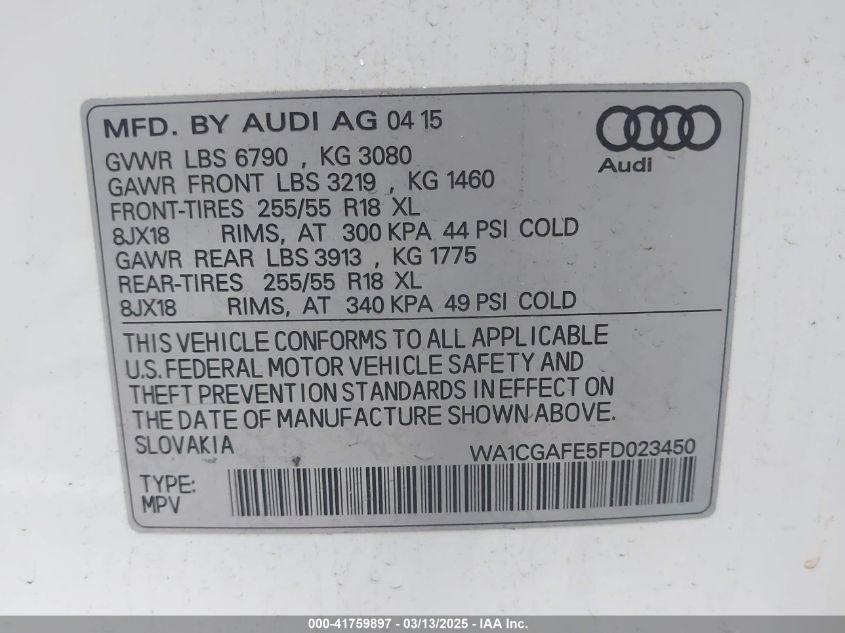 MFD. BY AUDI AG 04 15
GVWR LBS 6790 , KG 3080
GAWR FRONT LBS 3219 , KG 1460
FRONT-TIRES 255/55 R18 XL
8JX18 RIMS, AT 300 KPA 44 PSI COLD
GAWR REAR LBS 3913 , KG 1775
REAR-TIRES 255/55 R18 XL
8JX18 RIMS, AT 340 KPA 49 PSI COLD
Audi
THIS VEHICLE CONFORMS TO ALL APPLICABLE
U.S. FEDERAL MOTOR VEHICLE SAFETY AND
THEFT PREVENTION STANDARDS IN EFFECT ON
THE DATE OF MANUFACTURE SHOWN ABOVE.
SLOVAKIA
WA1CGAFE5FD023450
TYPE:
MPV
000-41759897 - 03/13/2025 - IAA Inc.